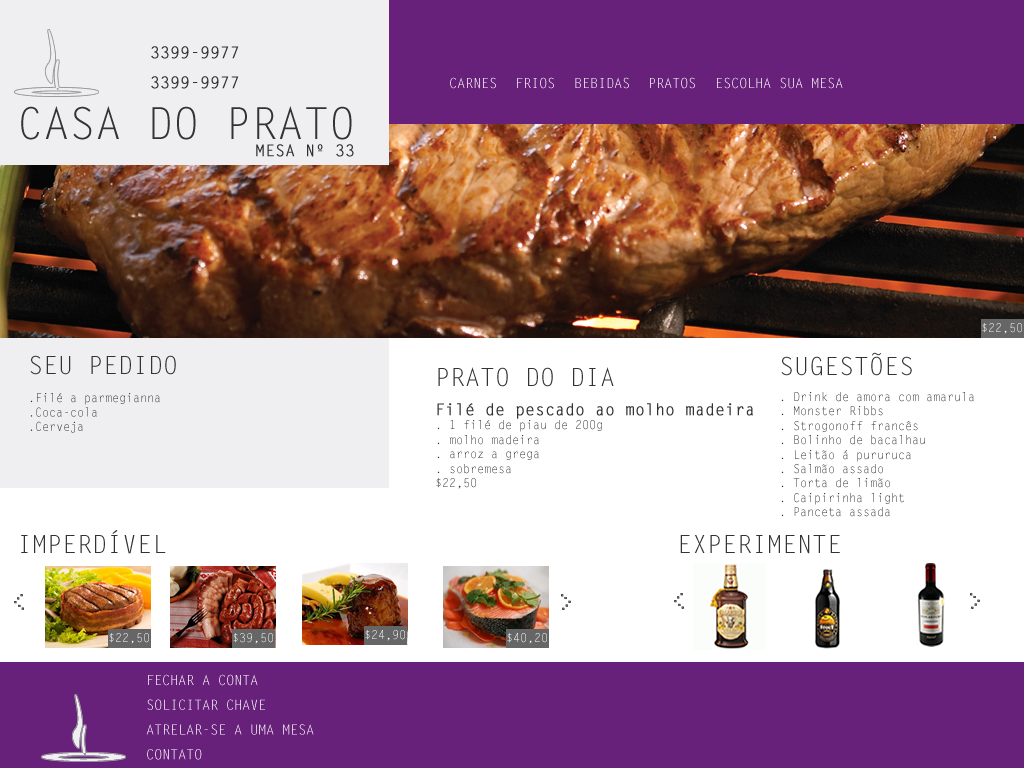 3399-9977
3399-9977
CASA DO PRATO
MESA Nº 33
CARNES FRIOS BEBIDAS PRATOS ESCOLHA SUA MESA
$22,50
SEU PEDIDO
.Filé a parmegianna
.Coca-cola
.Cerveja
PRATO DO DIA
Filé de pescado ao molho madeira
. 1 filé de piau de 200g
. molho madeira
. arroz a grega
. sobremesa
$22,50
SUGESTÕES
. Drink de amora com amarula
. Monster Ribbs
. Strogonoff francês
. Bolinho de bacalhau
. Leitão á pururuca
. Salmão assado
. Torta de limão
. Caipirinha light
. Panceta assada
IMPERDÍVEL
$22,50
$39,50
$24,90
$40,20
EXPERIMENTE
FECHAR A CONTA
SOLICITAR CHAVE
ATRELAR-SE A UMA MESA
CONTATO